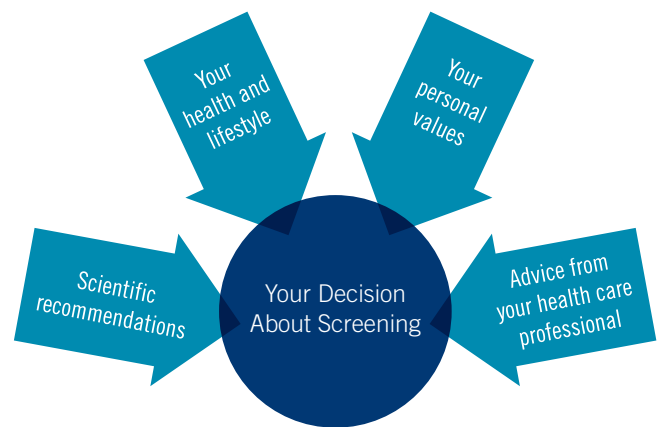 Your
health and
lifestyle
Your
personal
values
Scientific
recommendations
Your Decision
About Screening
Advice from
your health care
professional